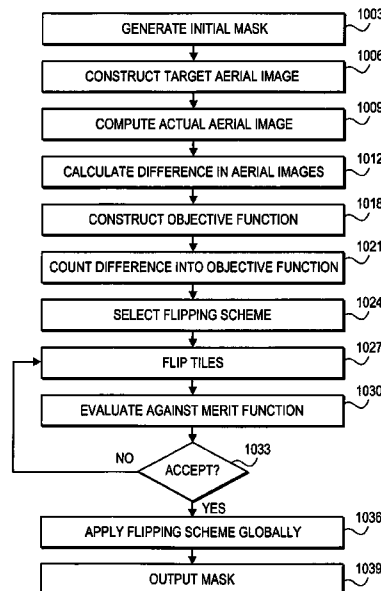 1003
GENERATE INITIAL MASK
1006
CONSTRUCT TARGET AERIAL IMAGE
1009
COMPUTE ACTUAL AERIAL IMAGE
1012
CALCULATE DIFFERENCE IN AERIAL IMAGES
1018
CONSTRUCT OBJECTIVE FUNCTION
1021
COUNT DIFFERENCE INTO OBJECTIVE FUNCTION
1024
SELECT FLIPPING SCHEME
1027
FLIP TILES
1030
EVALUATE AGAINST MERIT FUNCTION
1033
NO
ACCEPT?
YES
1036
APPLY FLIPPING SCHEME GLOBALLY
1039
OUTPUT MASK